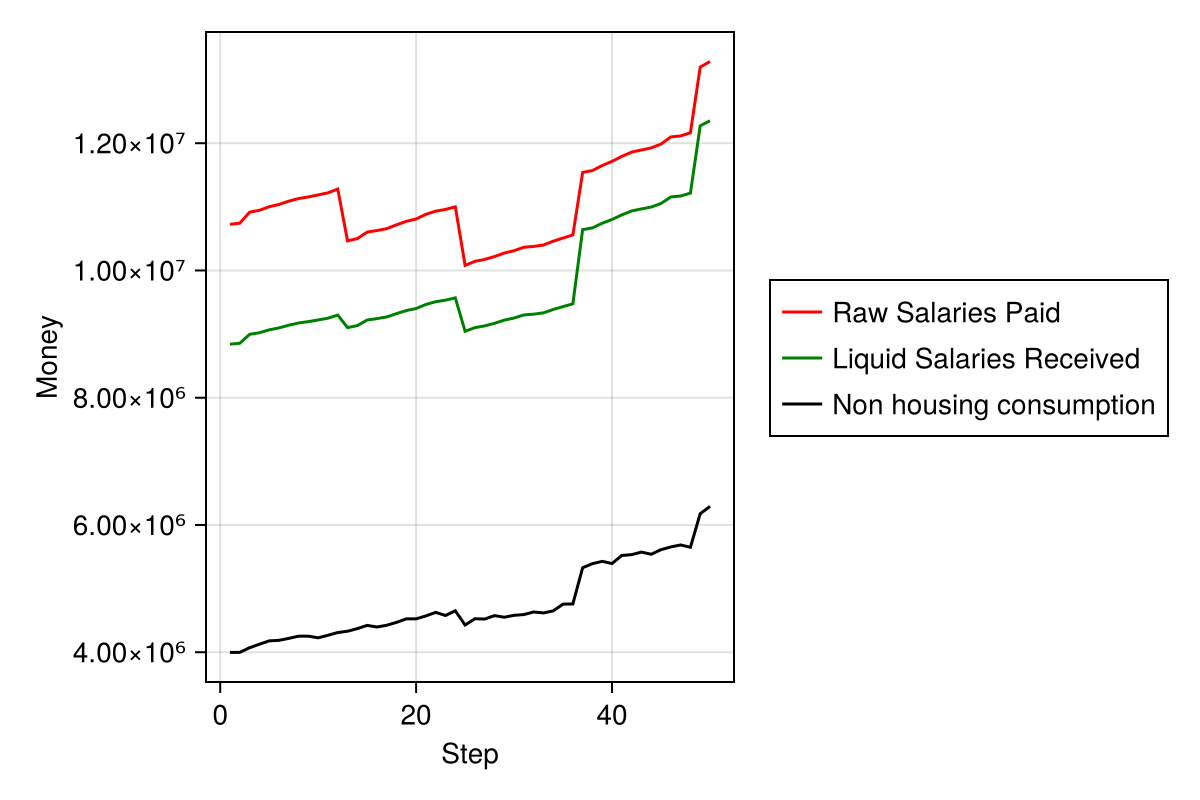 1.20×10⁷
1.00×10⁷
8.00×10⁶
6.00×10⁶
4.00×10⁶
Money
0 20 40
Step
Raw Salaries Paid
Liquid Salaries Received
Non housing consumption